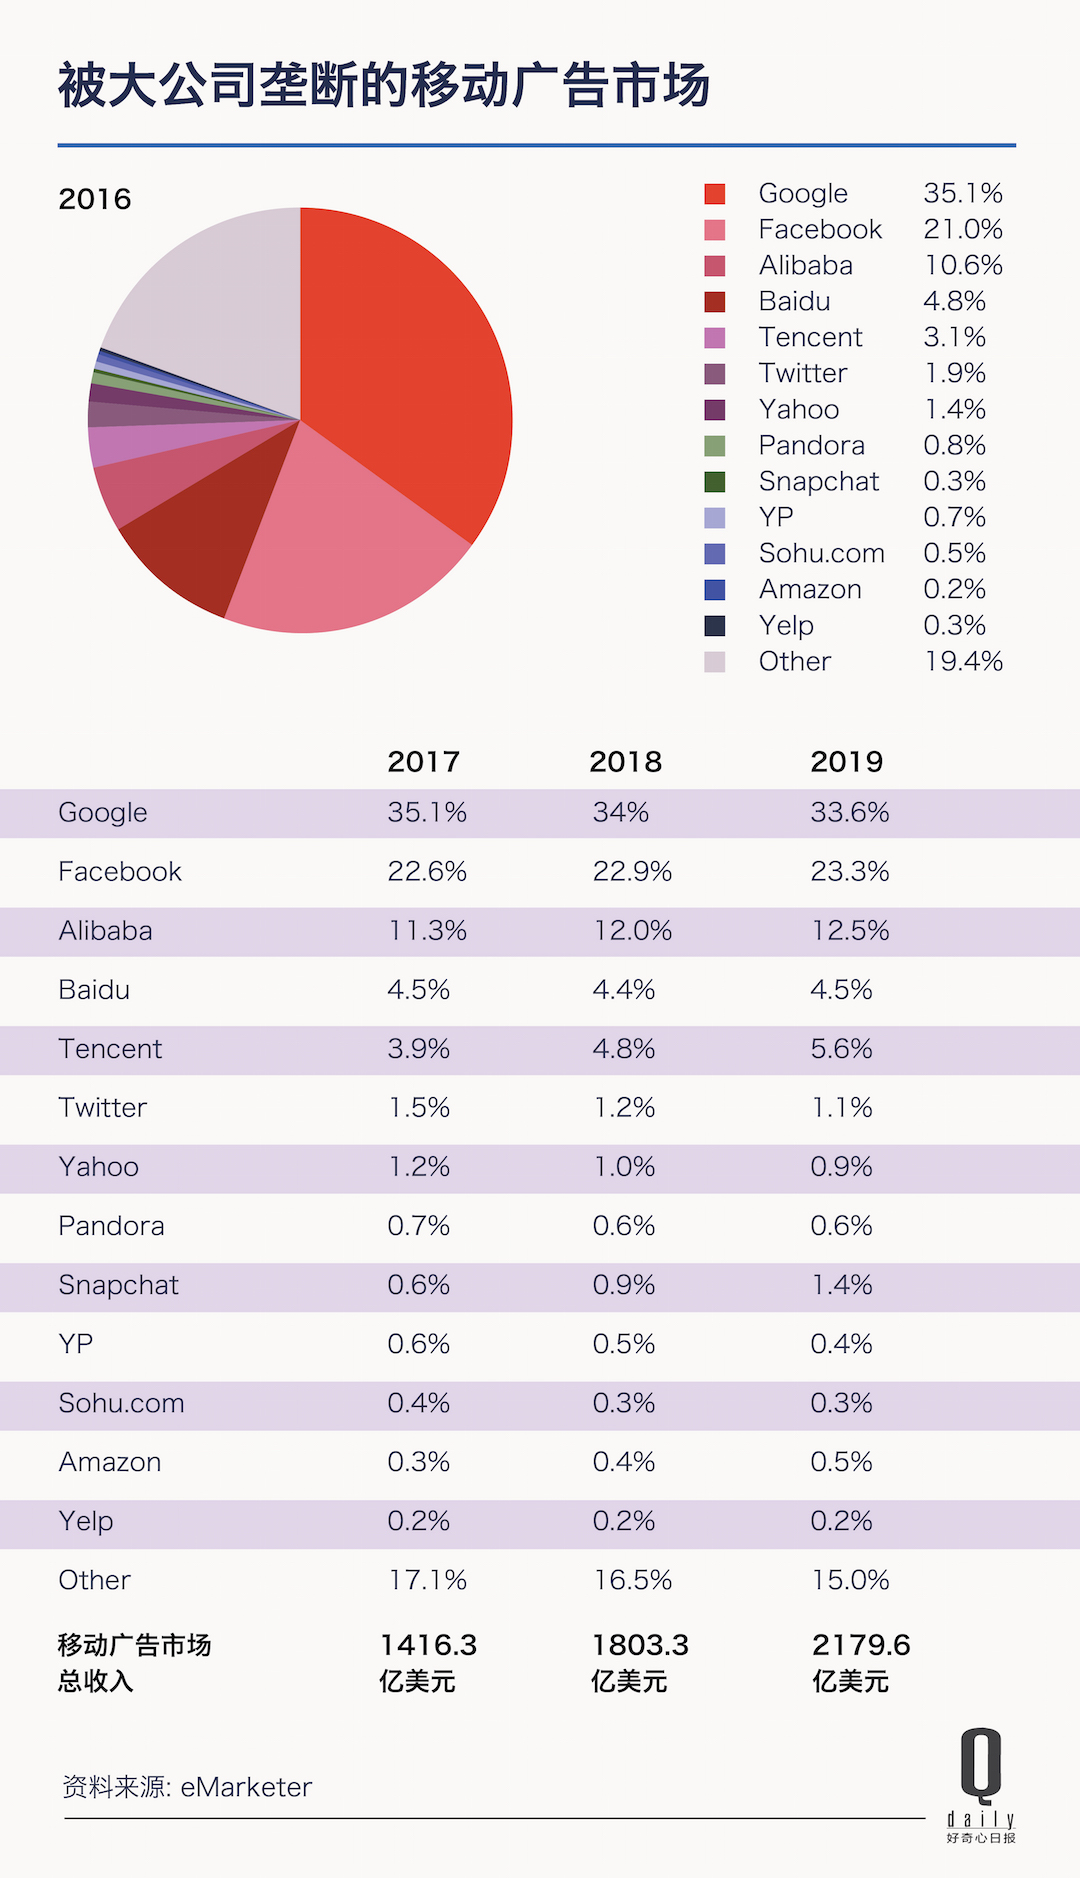 被大公司垄断的移动广告市场
2016
Google 35.1%
Facebook 21.0%
Alibaba 10.6%
Baidu 4.8%
Tencent 3.1%
Twitter 1.9%
Yahoo 1.4%
Pandora 0.8%
Snapchat 0.3%
YP 0.7%
Sohu.com 0.5%
Amazon 0.2%
Yelp 0.3%
Other 19.4%
2017 2018 2019
Google 35.1% 34% 33.6%
Facebook 22.6% 22.9% 23.3%
Alibaba 11.3% 12.0% 12.5%
Baidu 4.5% 4.4% 4.5%
Tencent 3.9% 4.8% 5.6%
Twitter 1.5% 1.2% 1.1%
Yahoo 1.2% 1.0% 0.9%
Pandora 0.7% 0.6% 0.6%
Snapchat 0.6% 0.9% 1.4%
YP 0.6% 0.5% 0.4%
Sohu.com 0.4% 0.3% 0.3%
Amazon 0.3% 0.4% 0.5%
Yelp 0.2% 0.2% 0.2%
Other 17.1% 16.5% 15.0%
移动广告市场 1416.3 1803.3 2179.6
总收入 亿美元 亿美元 亿美元
资料来源: eMarketer
Q
daily
好奇心日报